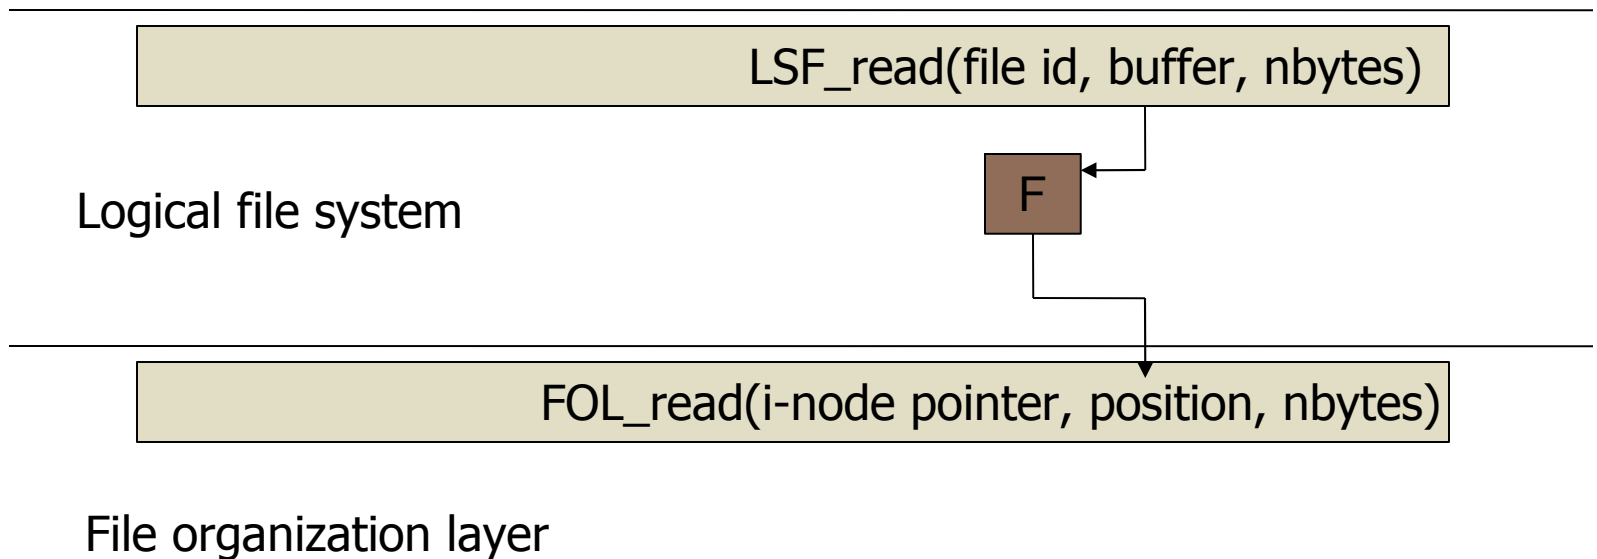 LSF_read(file id, buffer, nbytes)
F
Logical file system
FOL_read(i-node pointer, position, nbytes)
File organization layer